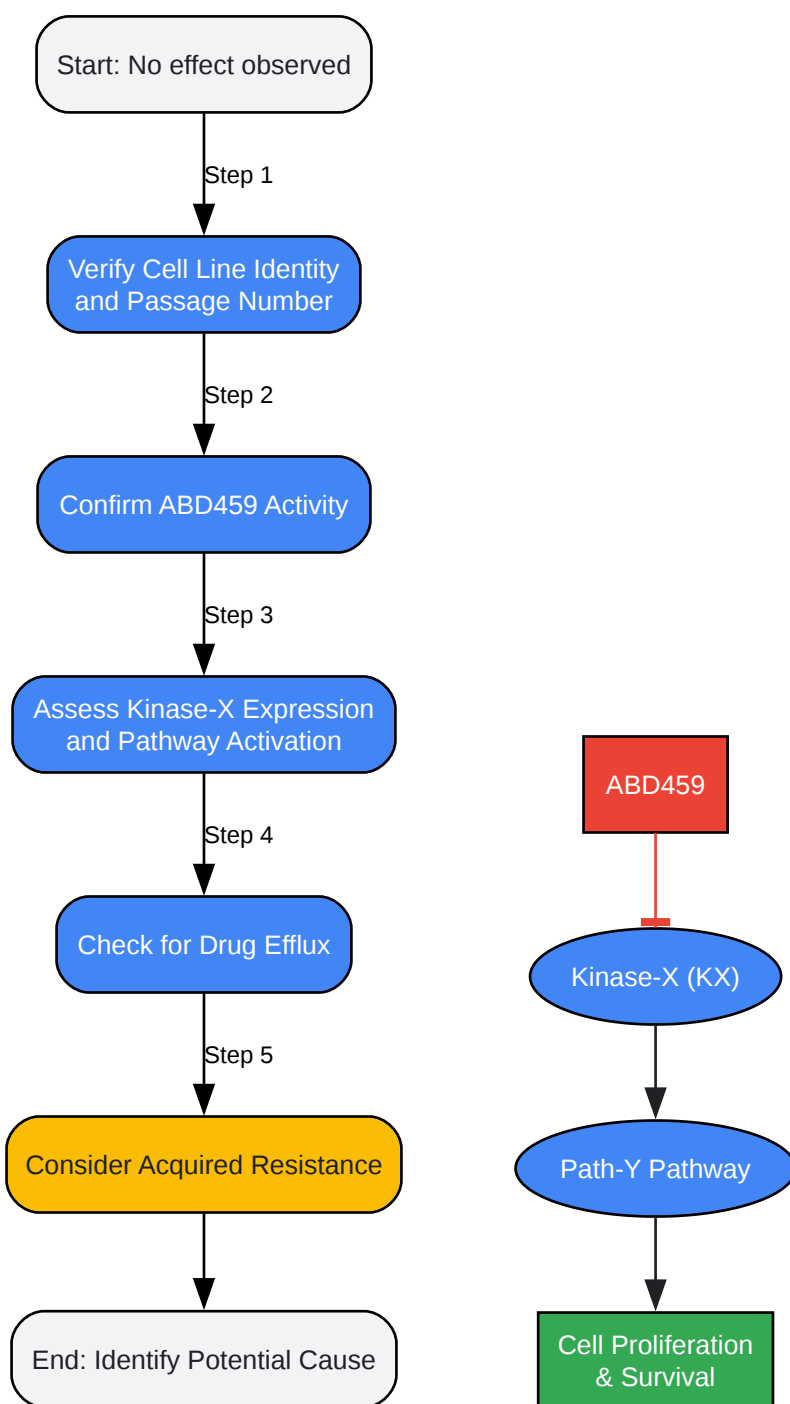 Start: No effect observed
Step 1
Verify Cell Line Identity
and Passage Number
Step 2
Confirm ABD459 Activity
Step 3
Assess Kinase-X Expression
and Pathway Activation
Step 4
Check for Drug Efflux
Step 5
Consider Acquired Resistance
End: Identify Potential Cause
ABD459
Kinase-X (KX)
Path-Y Pathway
Cell Proliferation
& Survival